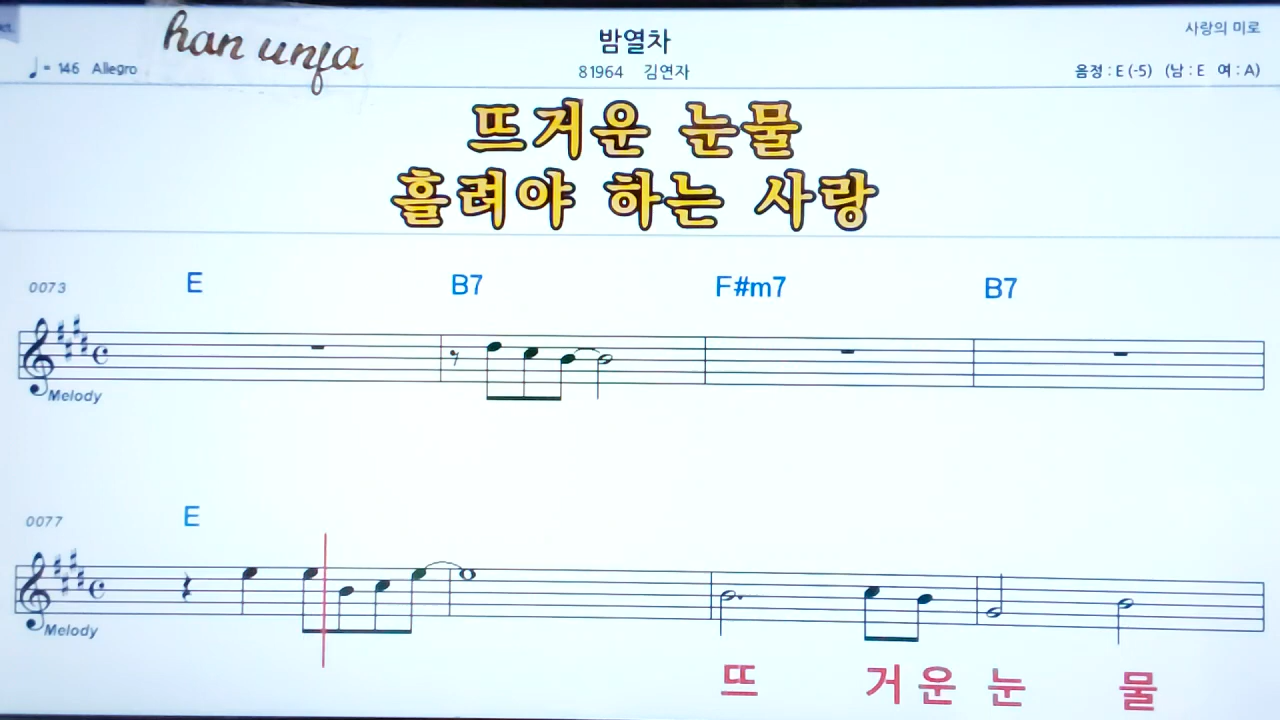 han unfa
밤열차
사랑의 미로
♩= 146 Allegro
81964 김연자
음정 : E (-5) (남 : E 여 : A)
뜨거운 눈물
흘려야 하는 사랑
0073 E B7 F#m7 B7
Melody
0077 E
Melody
뜨 거 운 눈 물